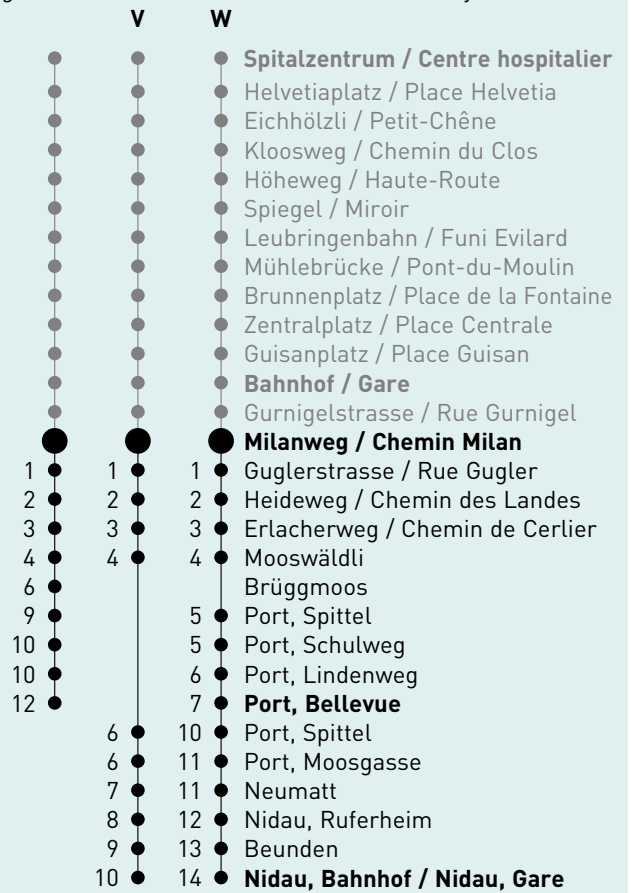 V W
Spitalzentrum / Centre hospitalier
Helvetiaplatz / Place Helvetia
Eichhölzli / Petit-Chêne
Kloosweg / Chemin du Clos
Höheweg / Haute-Route
Spiegel / Miroir
Leubringenbahn / Funi Evilard
Mühlebrücke / Pont-du-Moulin
Brunnenplatz / Place de la Fontaine
Zentralplatz / Place Centrale
Guisanplatz / Place Guisan
Bahnhof / Gare
Gurnigelstrasse / Rue Gurnigel
Milanweg / Chemin Milan
1 1 1 Guglerstrasse / Rue Gugler
2 2 2 Heideweg / Chemin des Landes
3 3 3 Erlacherweg / Chemin de Cerlier
4 4 4 Mooswäldli
6 Brüggmoos
9 5 Port, Spittel
10 5 Port, Schulweg
10 6 Port, Lindenweg
12 7 Port, Bellevue
6 10 Port, Spittel
6 11 Port, Moosgasse
7 11 Neumatt
8 12 Nidau, Ruferheim
9 13 Beunden
10 14 Nidau, Bahnhof / Nidau, Gare